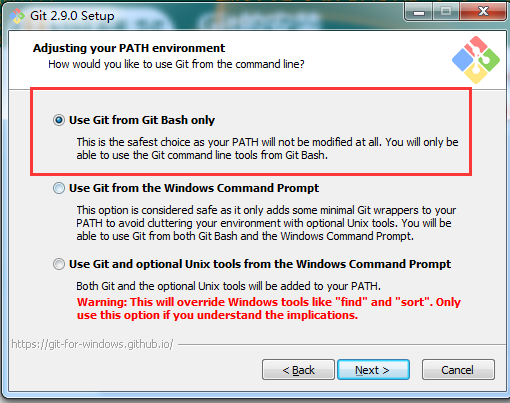 Git 2.9.0 Setup
Adjusting your PATH environment
How would you like to use Git from the command line?
Use Git from Git Bash only
This is the safest choice as your PATH will not be modified at all. You will only be
able to use the Git command line tools from Git Bash.
Use Git from the Windows Command Prompt
This option is considered safe as it only adds some minimal Git wrappers to your
PATH to avoid cluttering your environment with optional Unix tools. You will be
able to use Git from both Git Bash and the Windows Command Prompt.
Use Git and optional Unix tools from the Windows Command Prompt
Both Git and the optional Unix tools will be added to your PATH.
Warning: This will override Windows tools like "find" and "sort". Only
use this option if you understand the implications.
https://git-for-windows.github.io/
< Back
Next >
Cancel